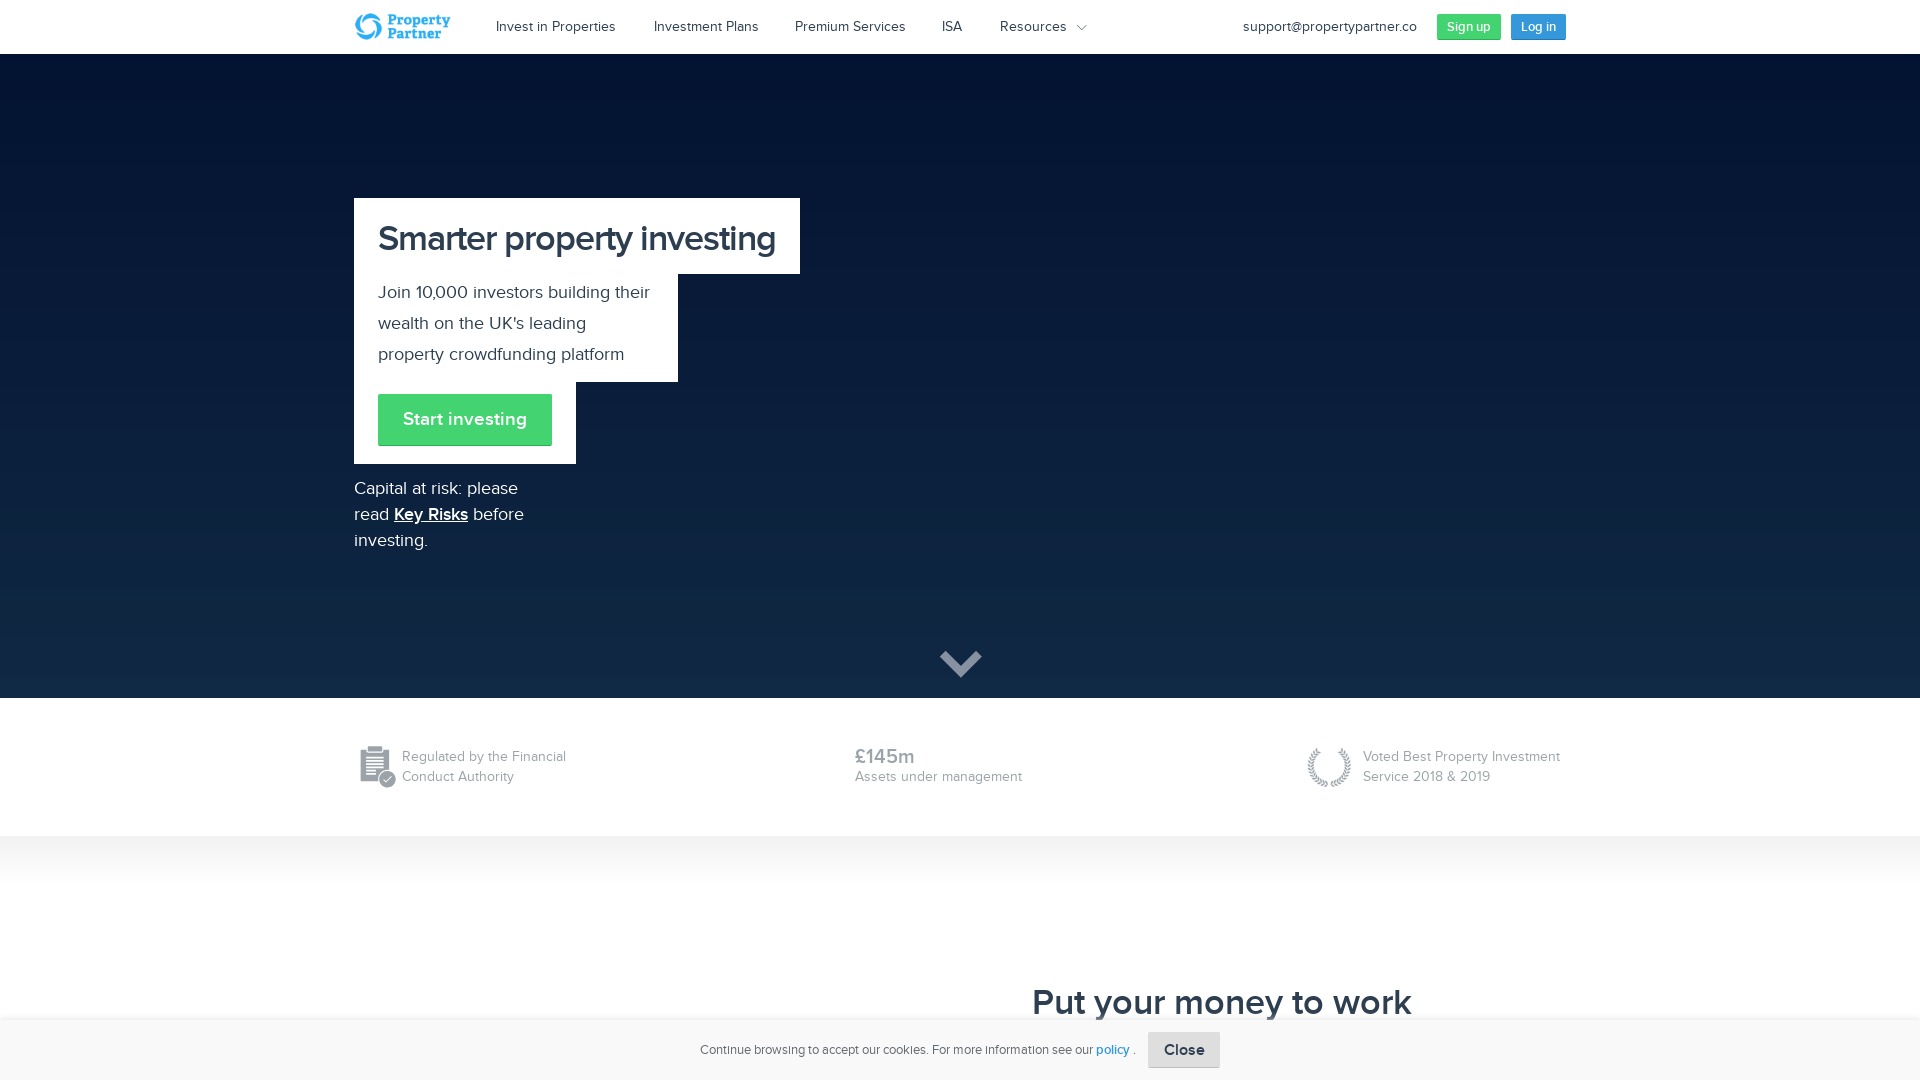 Property
Partner
Invest in Properties
Investment Plans
Premium Services
ISA
Resources
support@propertypartner.co
Sign up
Log in
Smarter property investing
Join 10,000 investors building their
wealth on the UK's leading
property crowdfunding platform
Start investing
Capital at risk: please
read Key Risks before
investing.
Regulated by the Financial
Conduct Authority
£145m
Assets under management
Voted Best Property Investment
Service 2018 & 2019
Put your money to work
Continue browsing to accept our cookies. For more information see our policy .
Close